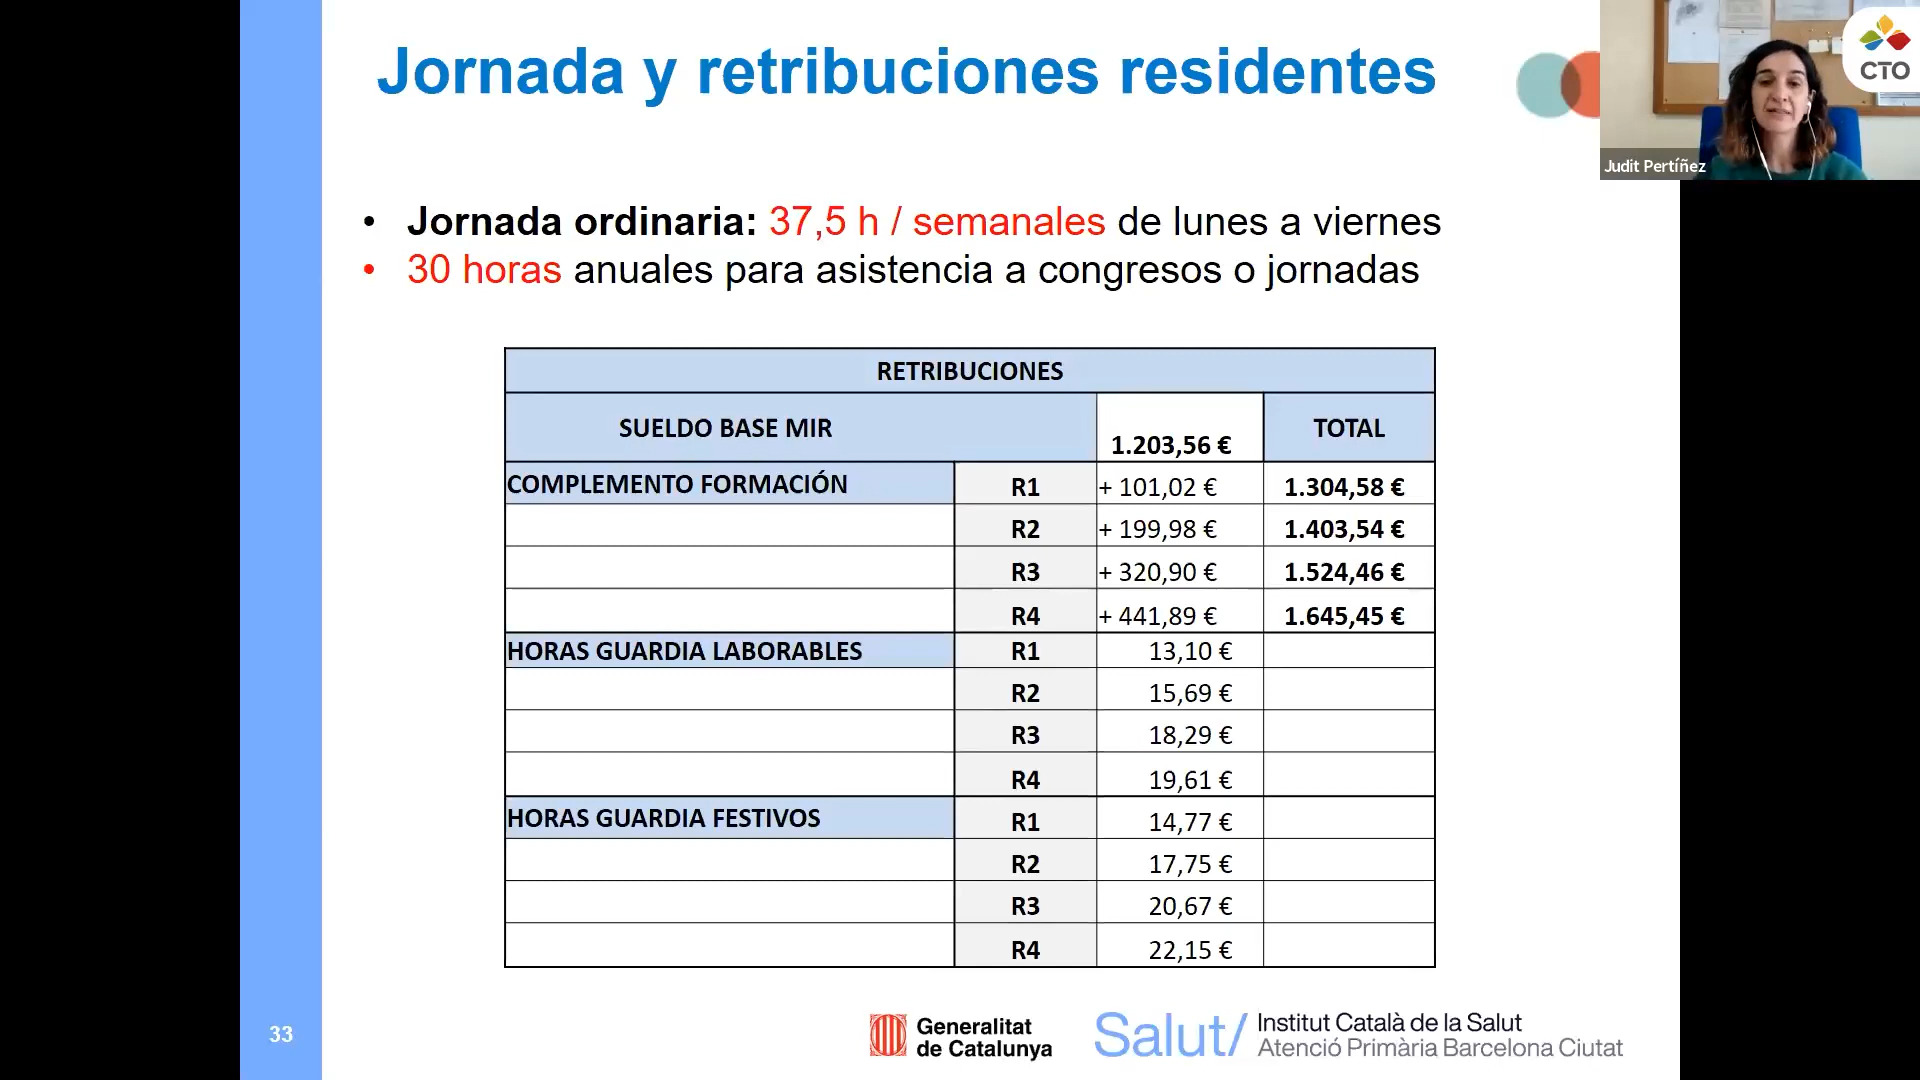 Jornada y retribuciones residentes
CTO
Judit Pertíñez
• Jornada ordinaria: 37,5 h / semanales de lunes a viernes
• 30 horas anuales para asistencia a congresos o jornadas
RETRIBUCIONES
SUELDO BASE MIR 1.203,56 € TOTAL
COMPLEMENTO FORMACIÓN R1 + 101,02 € 1.304,58 €
R2 + 199,98 € 1.403,54 €
R3 + 320,90 € 1.524,46 €
R4 + 441,89 € 1.645,45 €
HORAS GUARDIA LABORABLES R1 13,10 €
R2 15,69 €
R3 18,29 €
R4 19,61 €
HORAS GUARDIA FESTIVOS R1 14,77 €
R2 17,75 €
R3 20,67 €
R4 22,15 €
33
Generalitat
de Catalunya
Salut/
Institut Català de la Salut
Atenció Primària Barcelona Ciutat